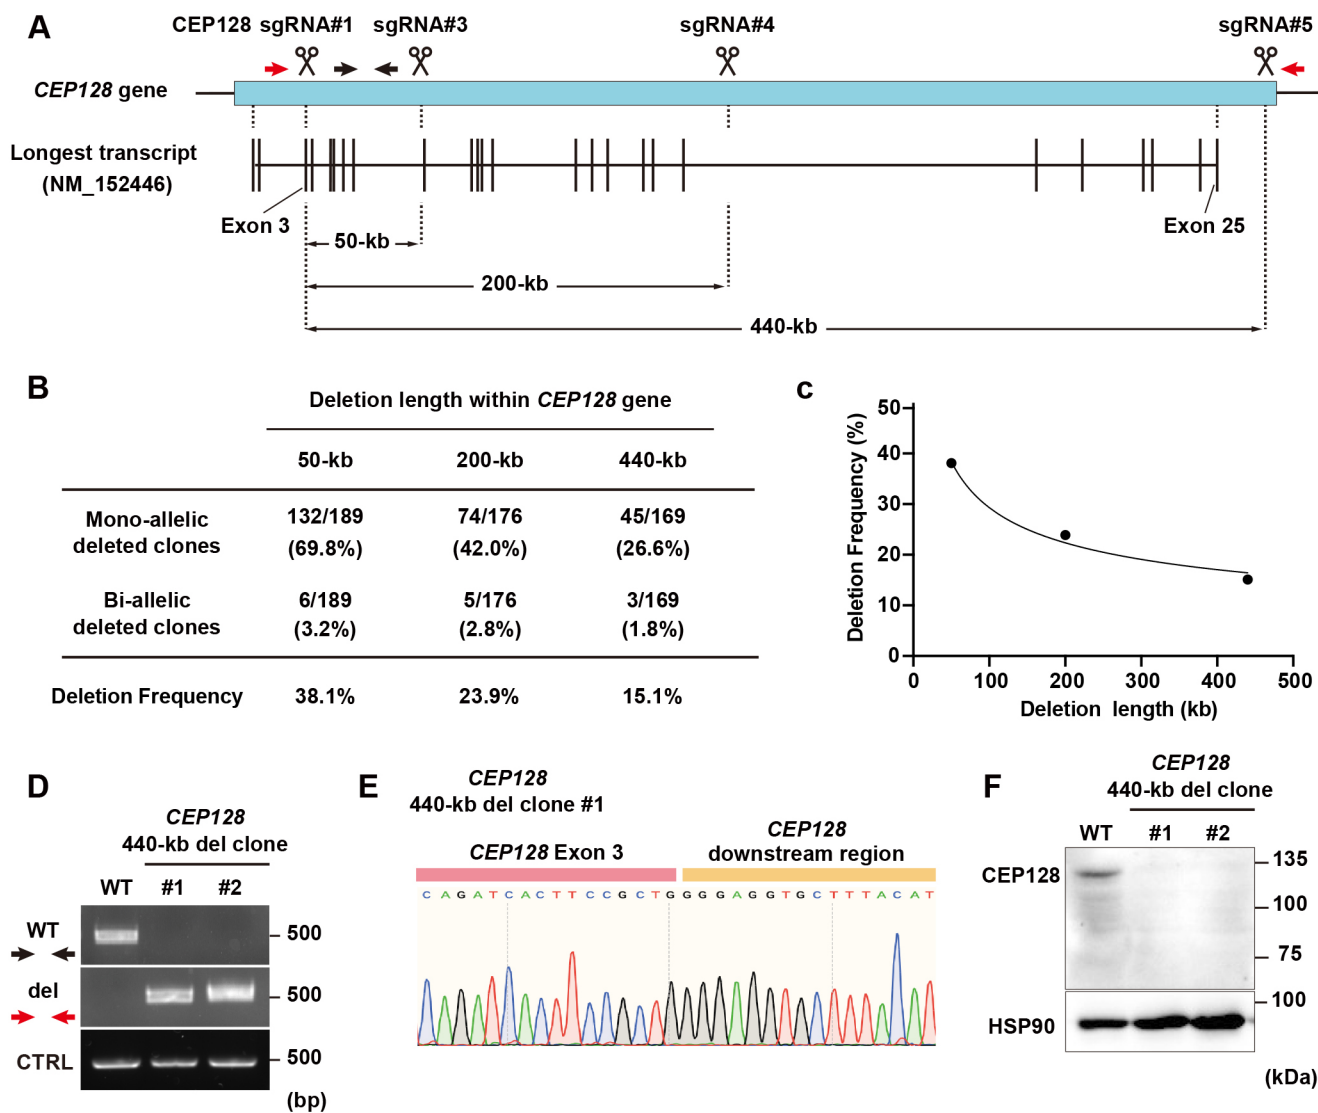 A
CEP128 sgRNA#1 sgRNA#3 sgRNA#4 sgRNA#5
CEP128 gene
Longest transcript
(NM_152446)
Exon 3
Exon 25
50-kb
200-kb
440-kb
B
Deletion length within CEP128 gene
50-kb 200-kb 440-kb
Mono-allelic
deleted clones
132/189 74/176 45/169
(69.8%) (42.0%) (26.6%)
Bi-allelic
deleted clones
6/189 5/176 3/169
(3.2%) (2.8%) (1.8%)
Deletion Frequency 38.1% 23.9% 15.1%
c
Deletion Frequency (%)
50
40
30
20
10
0
0 100 200 300 400 500
Deletion length (kb)
D
CEP128
440-kb del clone
WT #1 #2
WT 500
del 500
CTRL 500
(bp)
E
CEP128
440-kb del clone #1
CEP128 Exon 3
CEP128
downstream region
C A G A T C A C T T C C G C T G G G G A G G T G C T T T A C A T
F
CEP128
440-kb del clone
WT #1 #2
CEP128
135
100
75
100
HSP90
(kDa)